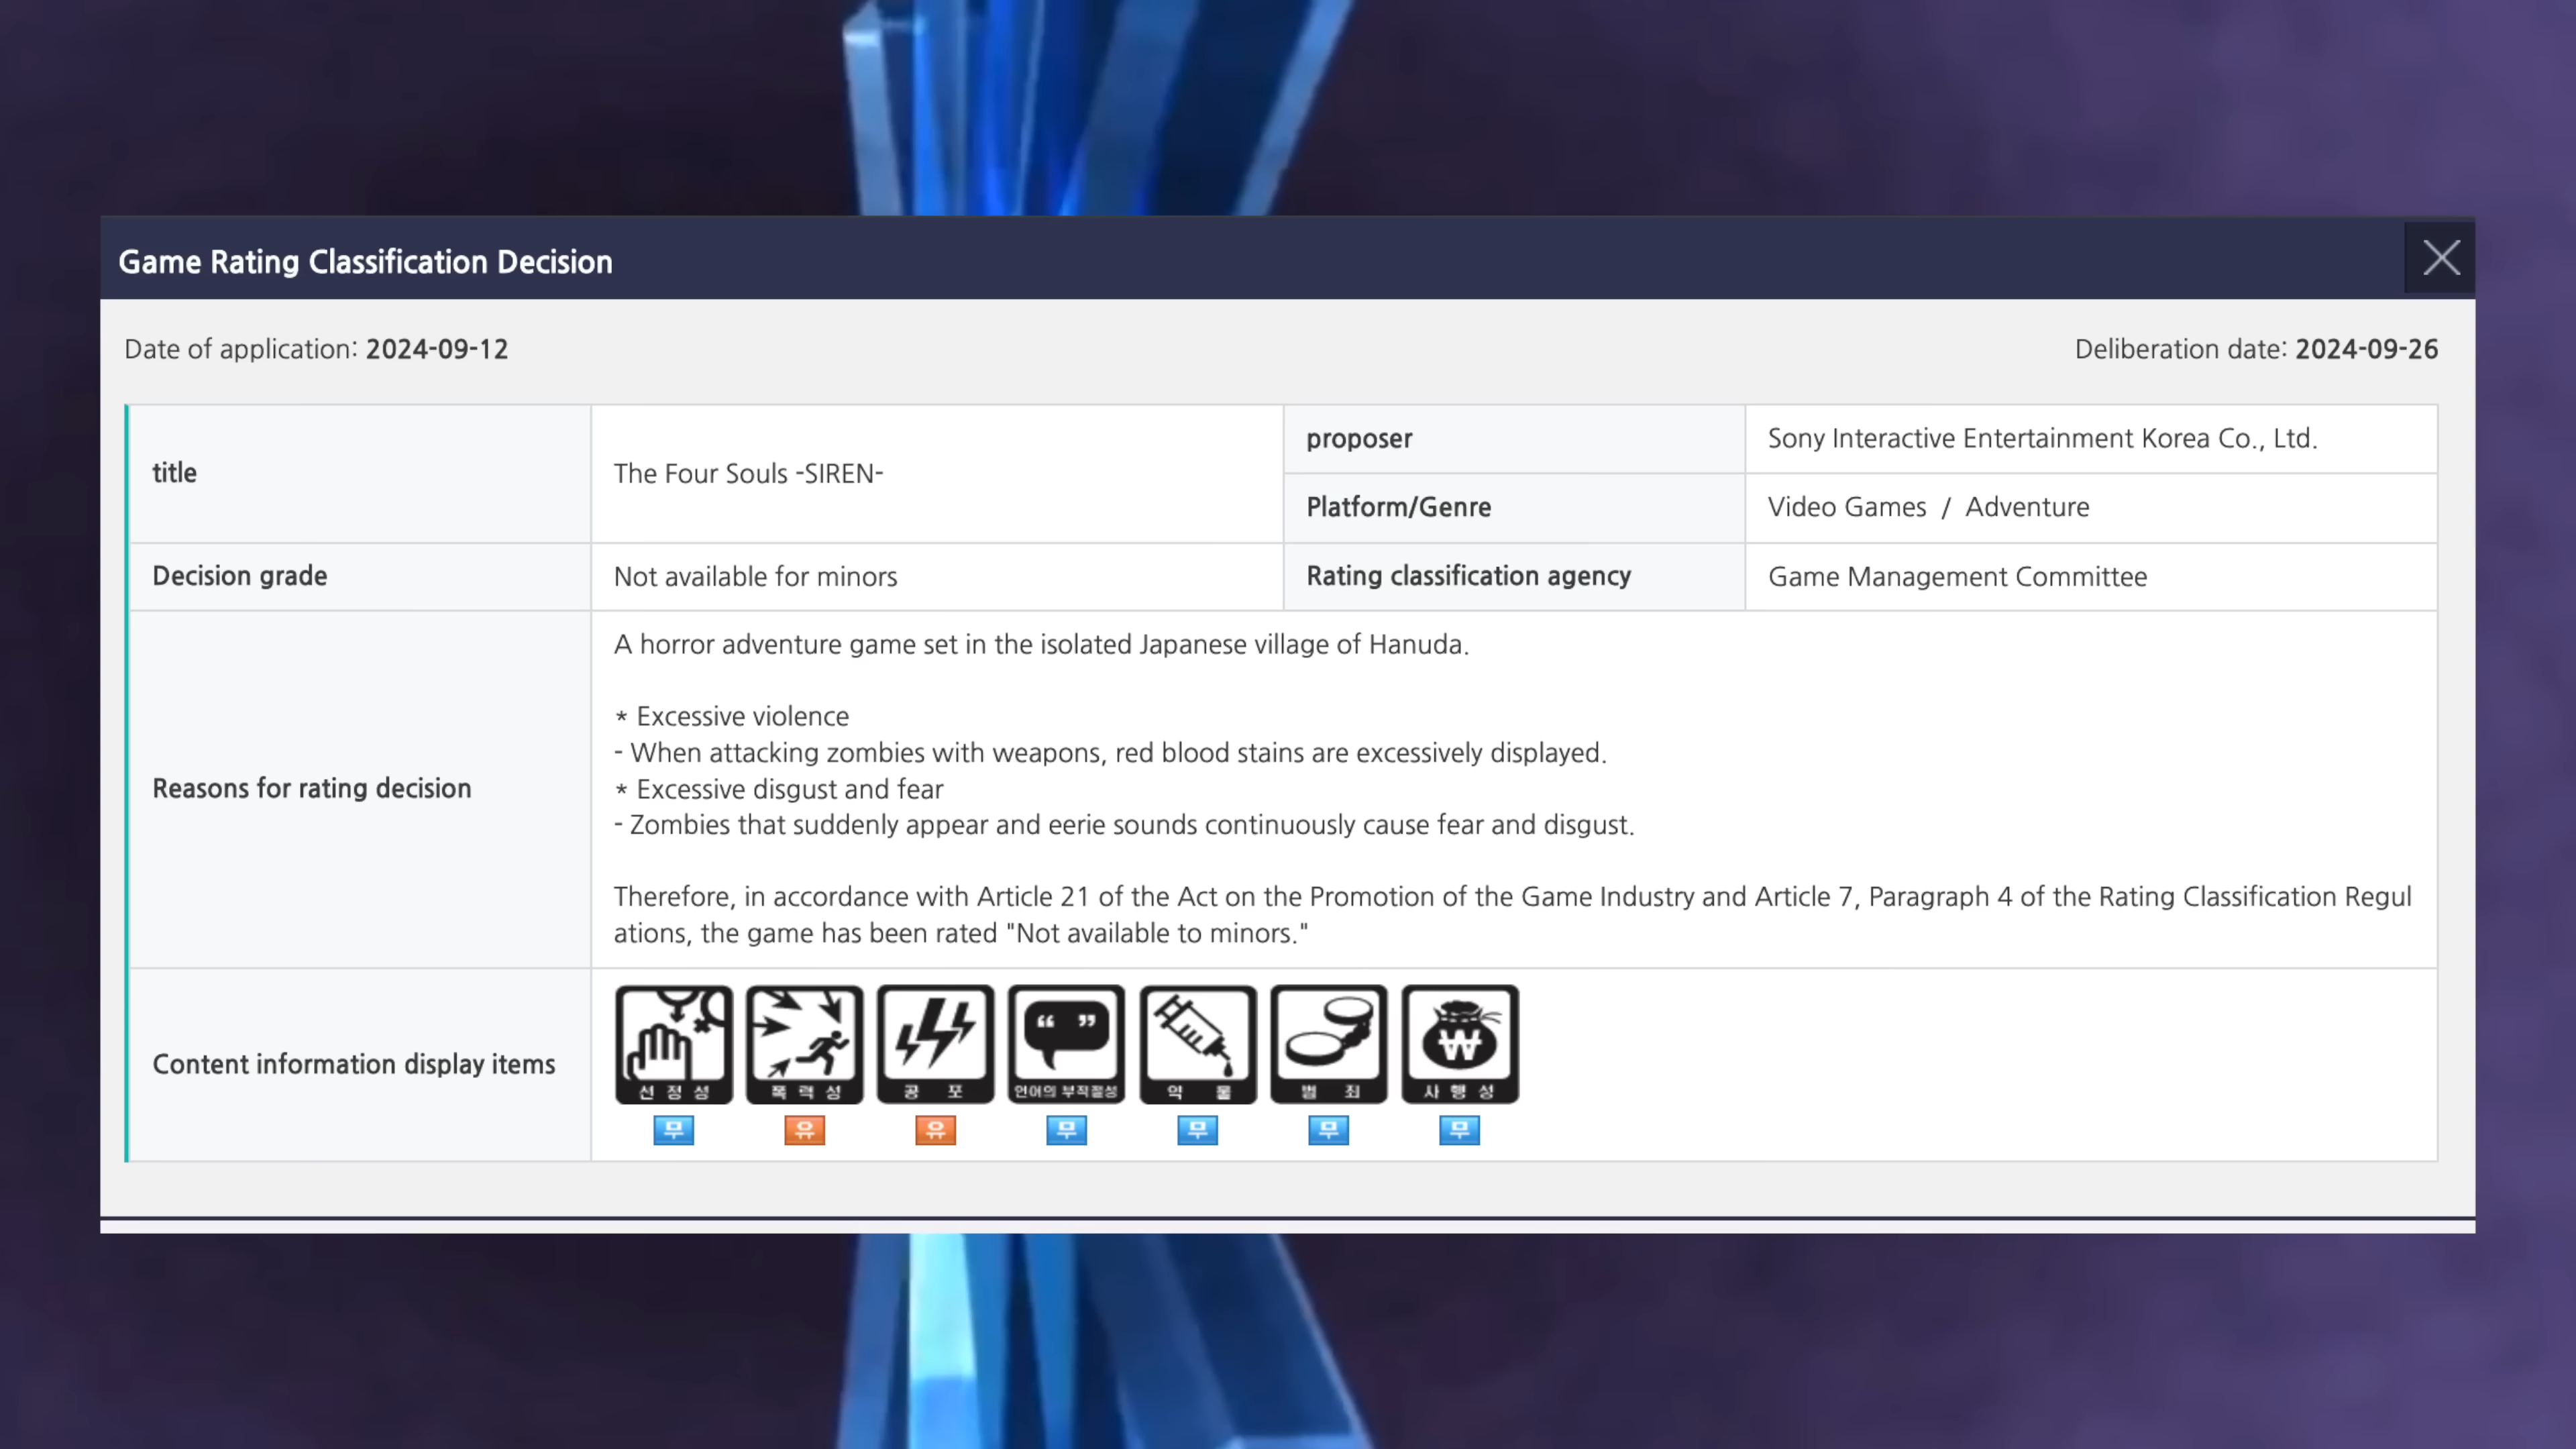 Game Rating Classification Decision
Date of application: 2024-09-12
Deliberation date: 2024-09-26
title
The Four Souls -SIREN-
proposer
Sony Interactive Entertainment Korea Co., Ltd.
Platform/Genre
Video Games / Adventure
Decision grade
Not available for minors
Rating classification agency
Game Management Committee
Reasons for rating decision
A horror adventure game set in the isolated Japanese village of Hanuda.
* Excessive violence
- When attacking zombies with weapons, red blood stains are excessively displayed.
* Excessive disgust and fear
- Zombies that suddenly appear and eerie sounds continuously cause fear and disgust.
Therefore, in accordance with Article 21 of the Act on the Promotion of the Game Industry and Article 7, Paragraph 4 of the Rating Classification Regul
ations, the game has been rated "Not available to minors."
Content information display items
선정성 폭력성 공포 언어의 부적절성 약물 범죄 사행성
무 유 유 무 무 무 무